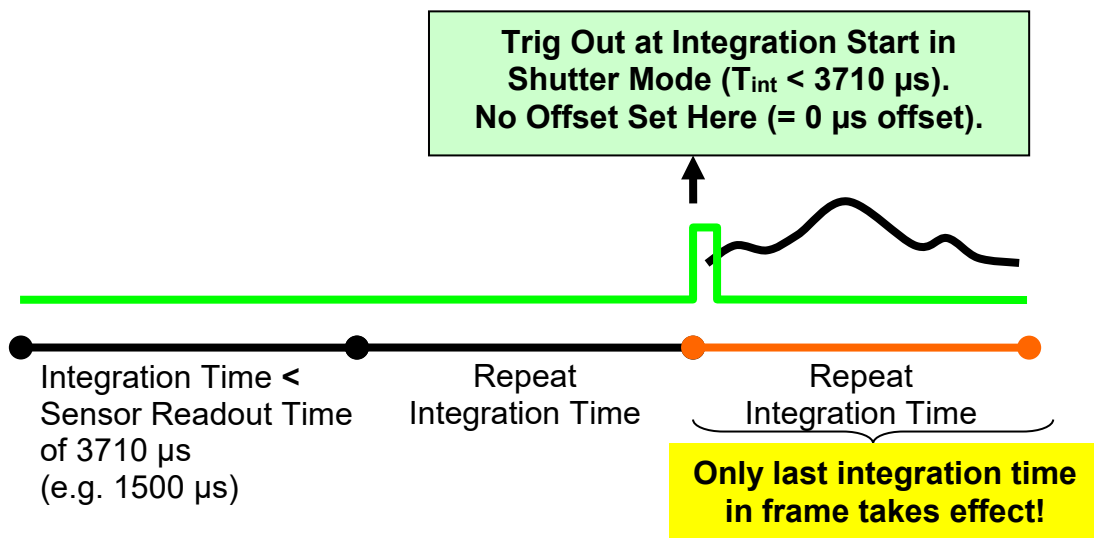 Trig Out at Integration Start in
Shutter Mode (Tint < 3710 µs).
No Offset Set Here (= 0 µs offset).
Integration Time <
Sensor Readout Time
of 3710 µs
(e.g. 1500 µs)
Repeat
Integration Time
Repeat
Integration Time
Only last integration time
in frame takes effect!